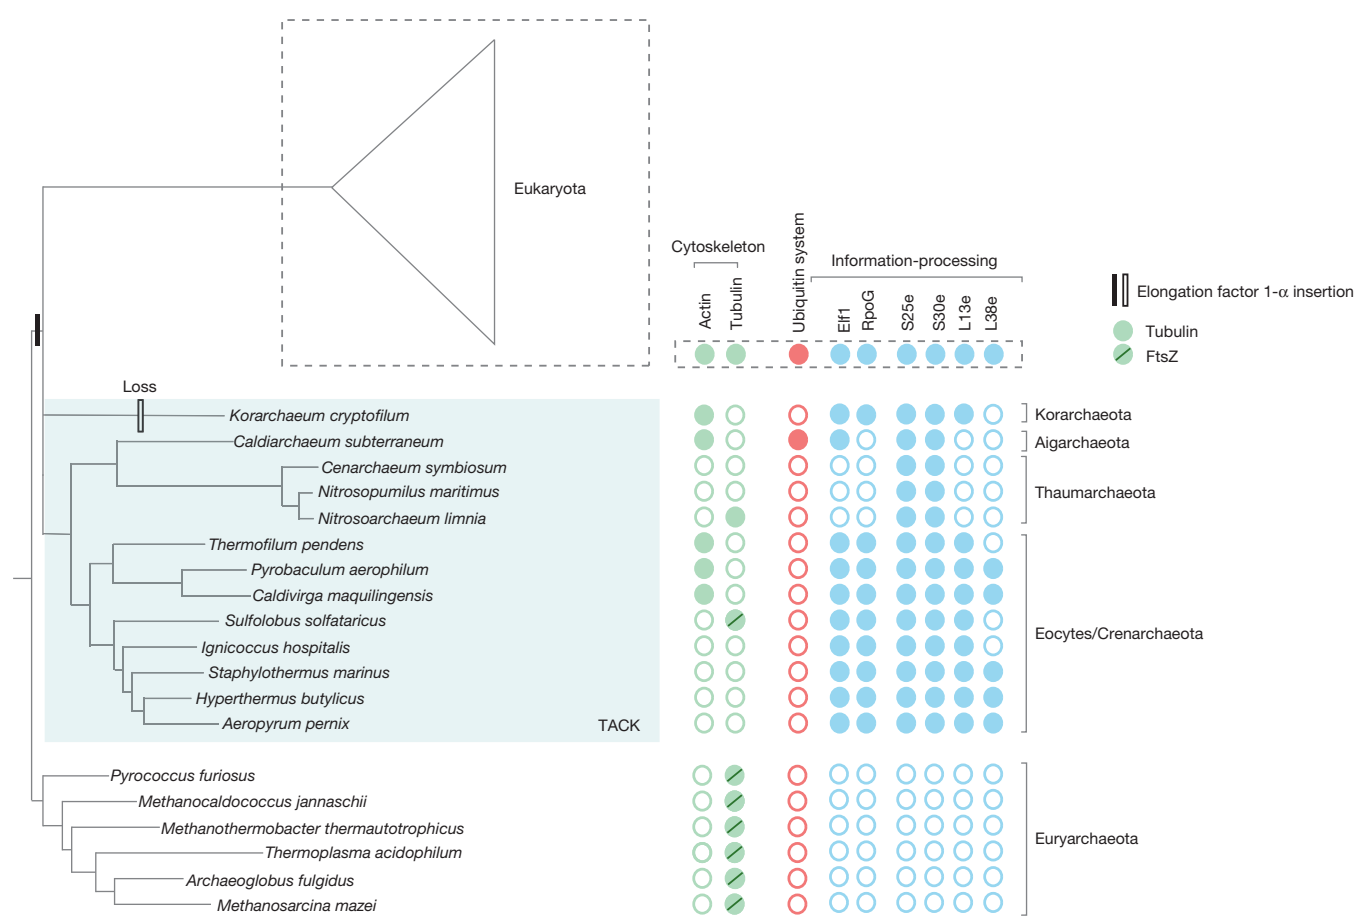 Eukaryota
Cytoskeleton
Information-processing
Actin
Tubulin
Ubiquitin system
Elf1
RpoG
S25e
S30e
L13e
L38e
Elongation factor 1-α insertion
Tubulin
FtsZ
Loss
Korarchaeum cryptofilum
Caldiarchaeum subterraneum
Cenarchaeum symbiosum
Nitrosopumilus maritimus
Nitrosoarchaeum limnia
Thermofilum pendens
Pyrobaculum aerophilum
Caldivirga maquilingensis
Sulfolobus solfataricus
Ignicoccus hospitalis
Staphylothermus marinus
Hyperthermus butylicus
Aeropyrum pernix
TACK
Korarchaeota
Aigarchaeota
Thaumarchaeota
Eocytes/Crenarchaeota
Pyrococcus furiosus
Methanocaldococcus jannaschii
Methanothermobacter thermautotrophicus
Thermoplasma acidophilum
Archaeoglobus fulgidus
Methanosarcina mazei
Euryarchaeota